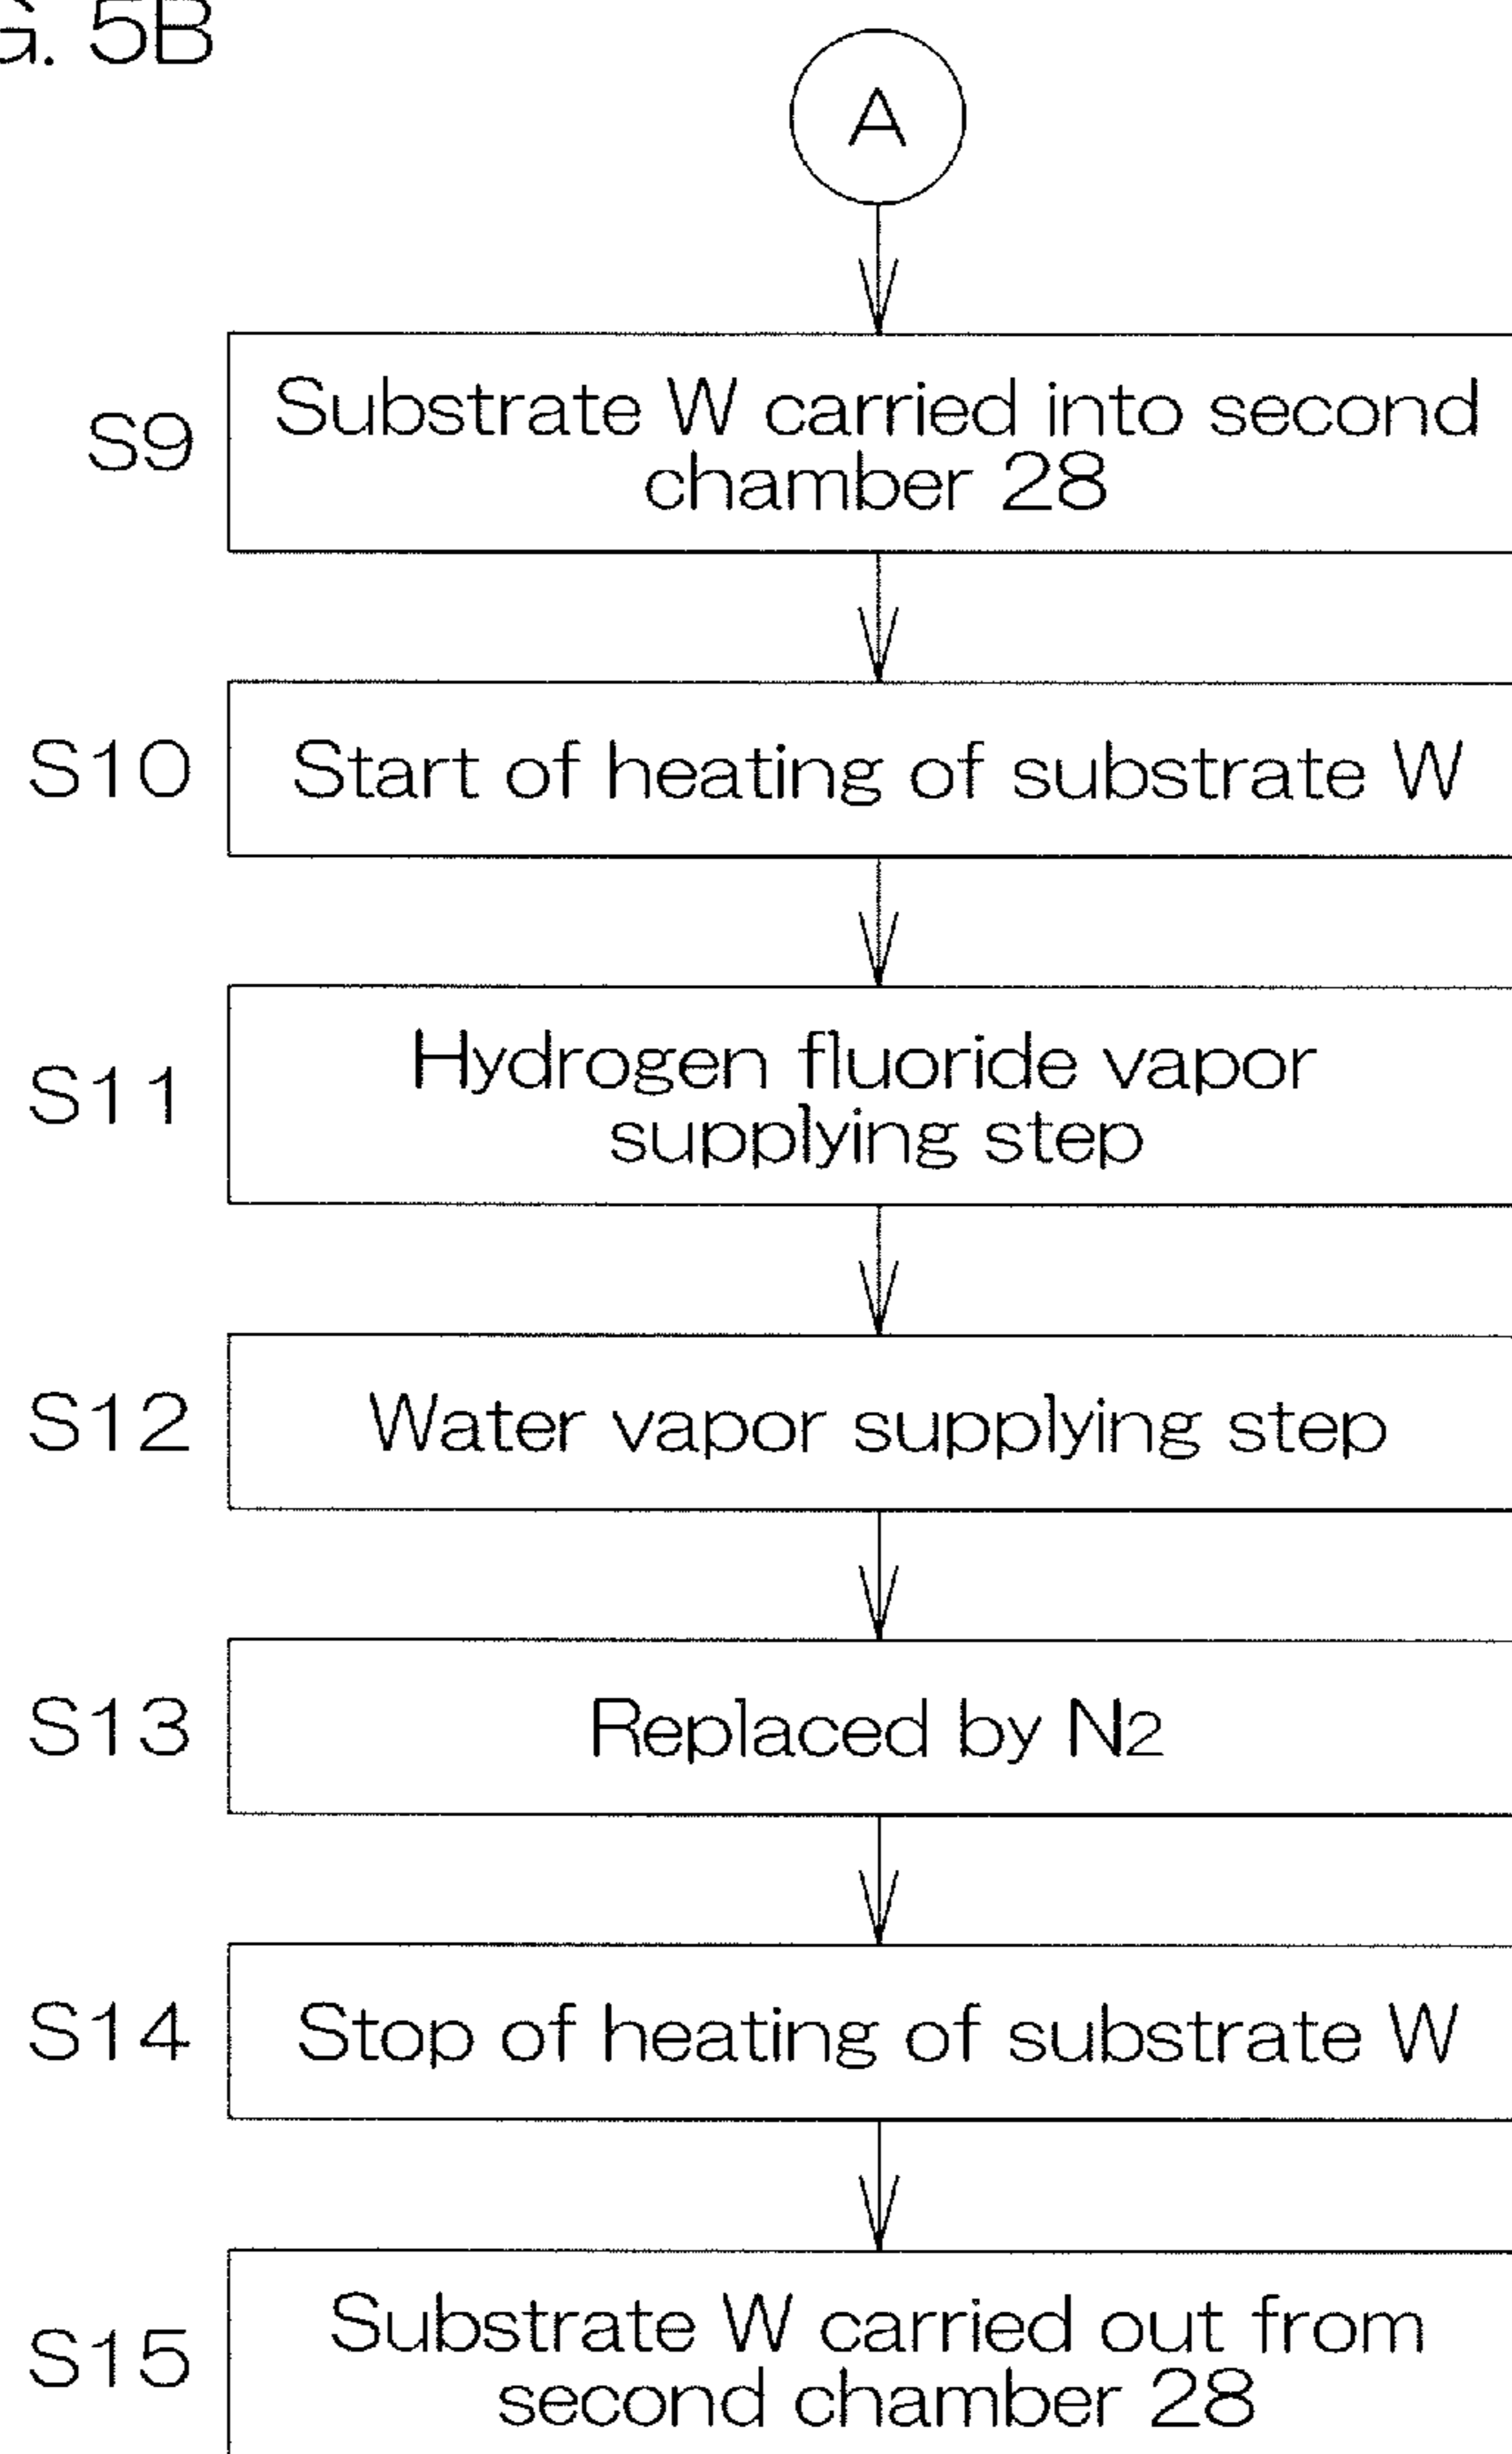 G. 5B
A
S9
Substrate W carried into second
chamber 28
S10
Start of heating of substrate W
S11
Hydrogen fluoride vapor
supplying step
S12
Water vapor supplying step
S13
Replaced by N2
S14
Stop of heating of substrate W
S15
Substrate W carried out from
second chamber 28